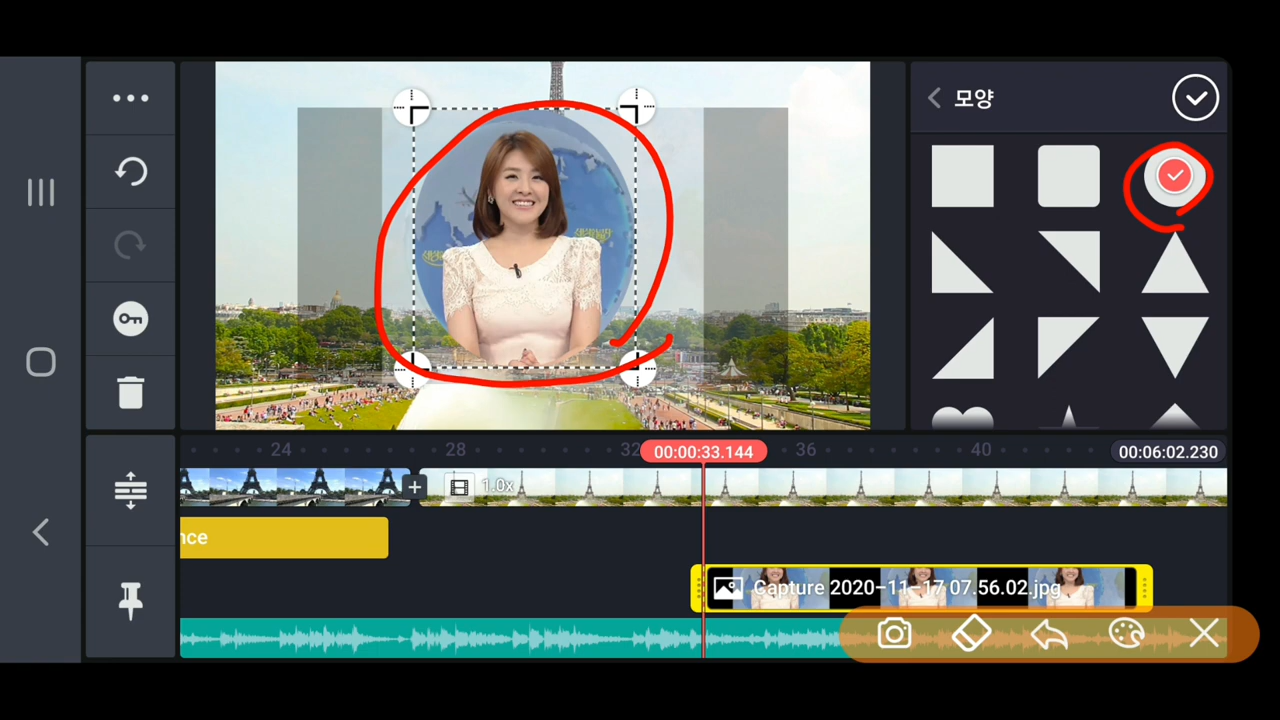 모양
24
28
32
00:00:33.144
36
40
00:06:02.230
1.0x
nce
Capture 2020-11-17 07.56.02.jpg